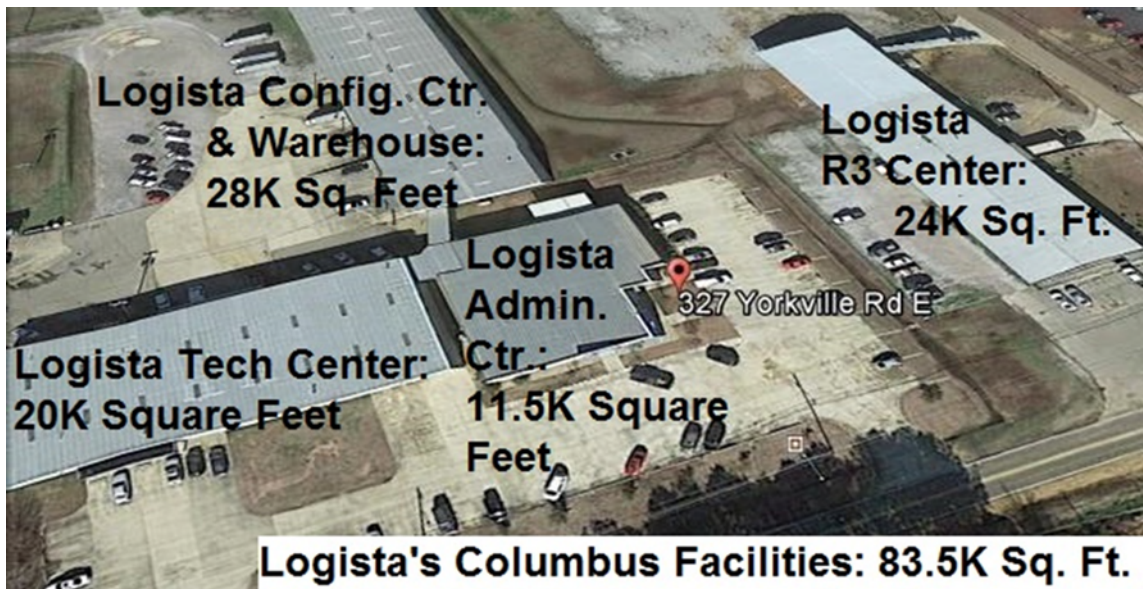 Logista Config. Ctr.
& Warehouse:
28K Sq. Feet
Logista
R3 Center:
24K Sq. Ft.
Logista
Admin.
Ctr.:
11.5K Square
Feet
327 Yorkville Rd E
Logista Tech Center:
20K Square Feet
Logista's Columbus Facilities: 83.5K Sq. Ft.